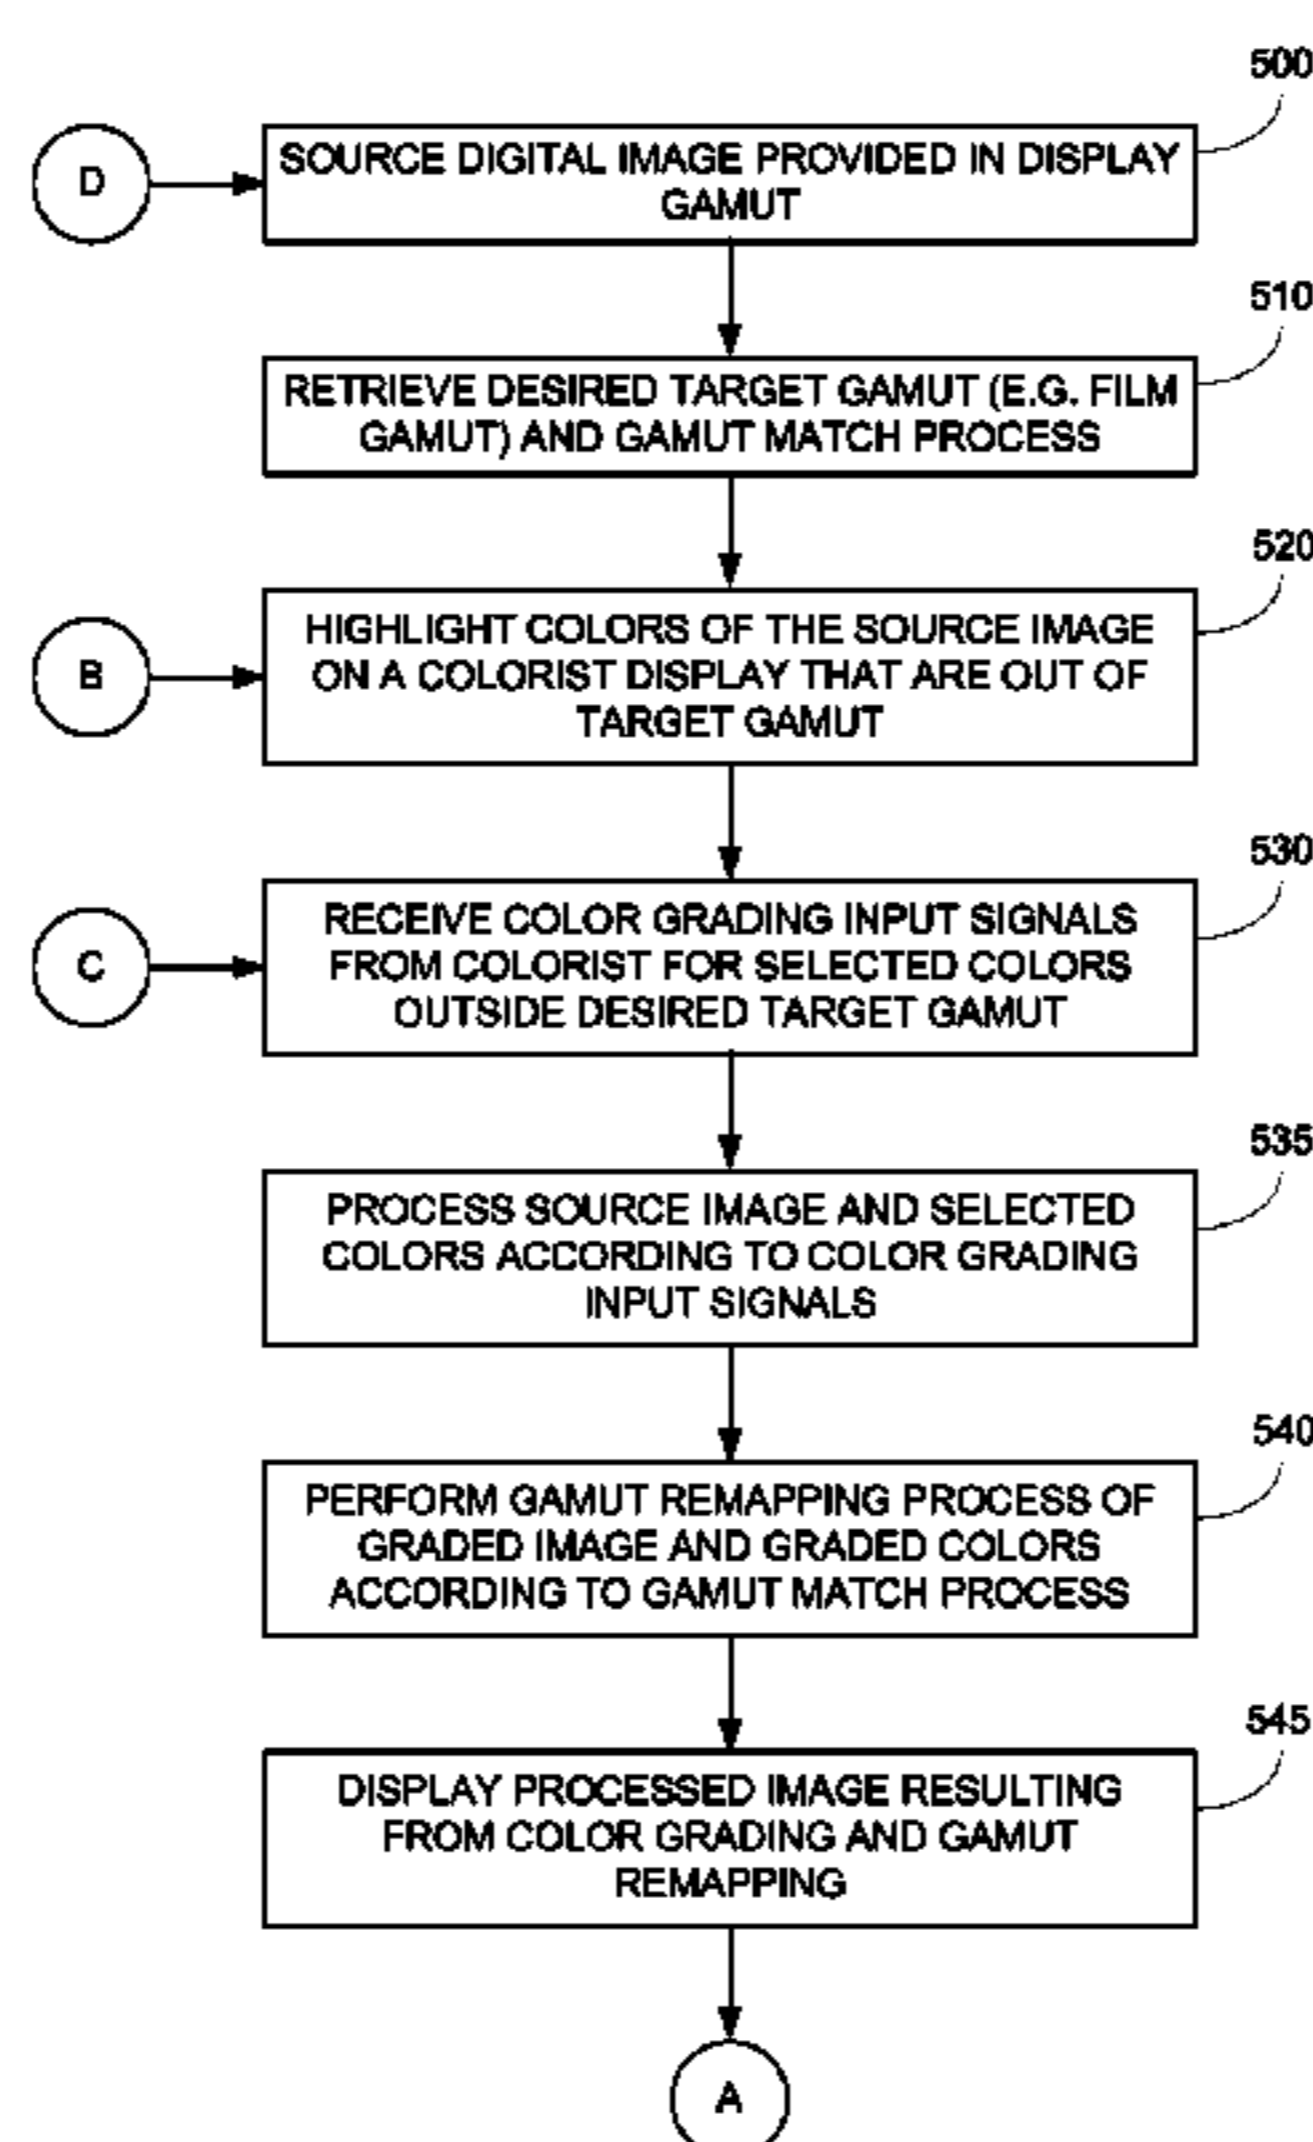 500
D
SOURCE DIGITAL IMAGE PROVIDED IN DISPLAY
GAMUT
510
RETRIEVE DESIRED TARGET GAMUT (E.G. FILM
GAMUT) AND GAMUT MATCH PROCESS
520
HIGHLIGHT COLORS OF THE SOURCE IMAGE
B
ON A COLORIST DISPLAY THAT ARE OUT OF
TARGET GAMUT
530
RECEIVE COLOR GRADING INPUT SIGNALS
C
FROM COLORIST FOR SELECTED COLORS
OUTSIDE DESIRED TARGET GAMUT
535
PROCESS SOURCE IMAGE AND SELECTED
COLORS ACCORDING TO COLOR GRADING
INPUT SIGNALS
540
PERFORM GAMUT REMAPPING PROCESS OF
GRADED IMAGE AND GRADED COLORS
ACCORDING TO GAMUT MATCH PROCESS
545
DISPLAY PROCESSED IMAGE RESULTING
FROM COLOR GRADING AND GAMUT
REMAPPING
A